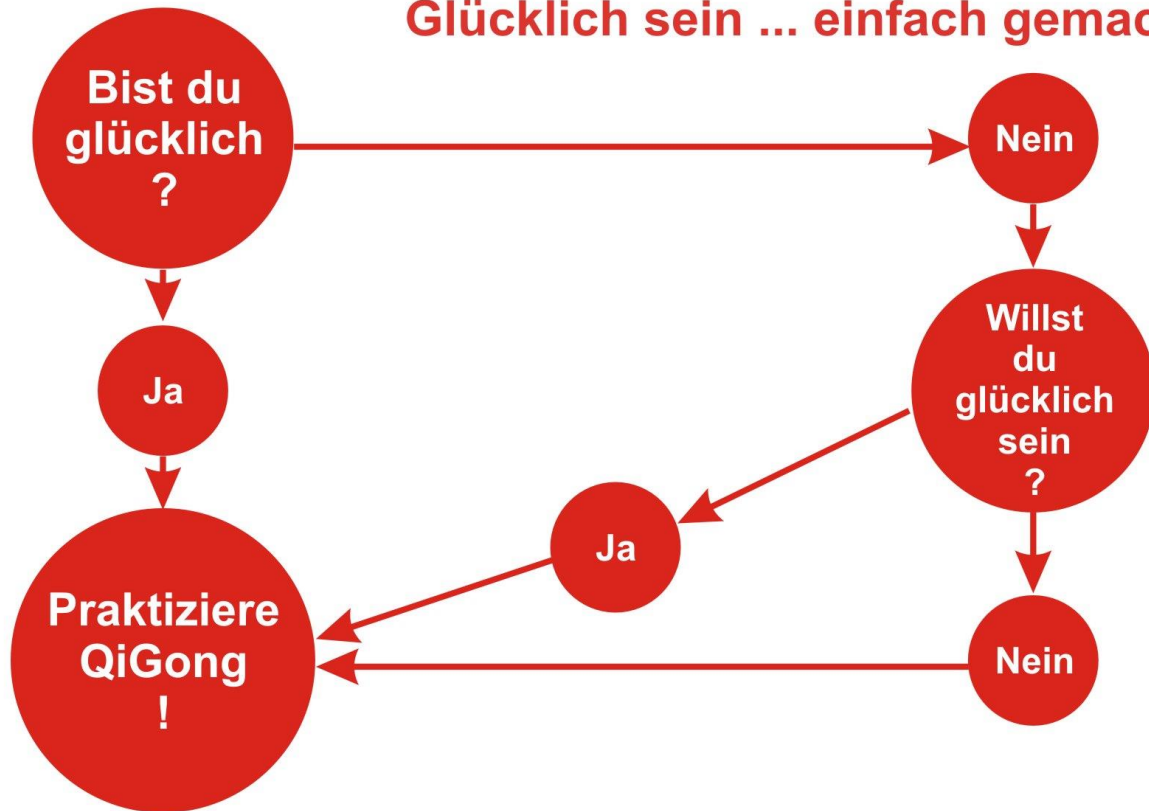 Glücklich sein ... einfach gemac
Bist du
glücklich
?
Nein
Ja
Willst
du
glücklich
sein
?
Ja
Nein
Praktiziere
QiGong
!